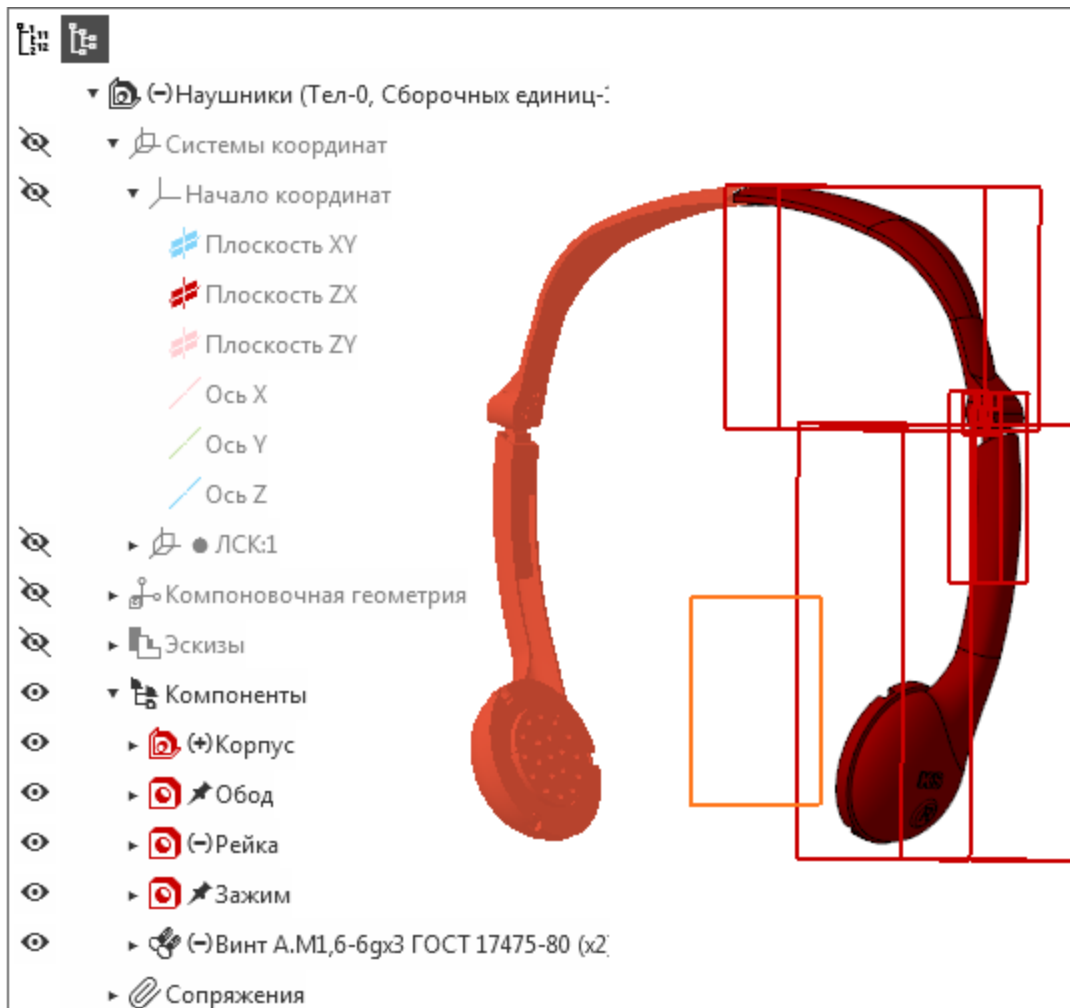 (-)Наушники (Тел-0, Сборочных единиц-
Системы координат
Начало координат
Плоскость XY
Плоскость ZX
Плоскость ZY
Ось X
Ось Y
Ось Z
ЛСК:1
Компоновочная геометрия
Эскизы
Компоненты
(+)Корпус
Обод
(-)Рейка
Зажим
(-)Винт А.М1,6-6gx3 ГОСТ 17475-80 (x2
Сопряжения